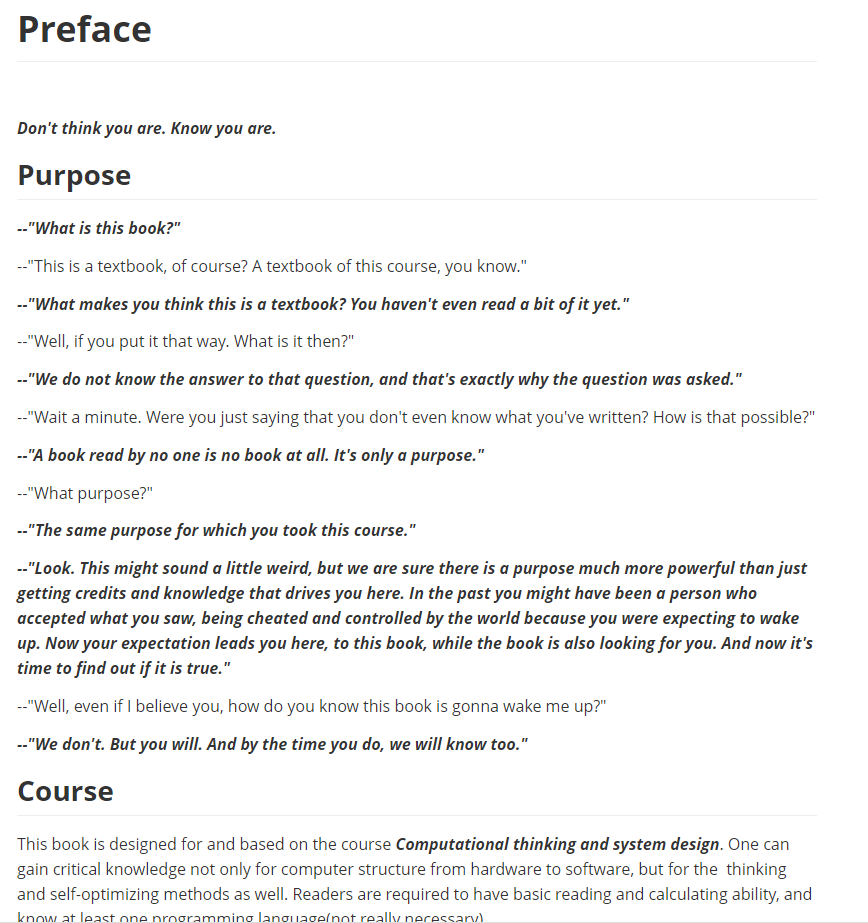 Preface
Don't think you are. Know you are.
Purpose
--"What is this book?"
--"This is a textbook, of course? A textbook of this course, you know."
--"What makes you think this is a textbook? You haven't even read a bit of it yet."
--"Well, if you put it that way. What is it then?"
--"We do not know the answer to that question, and that's exactly why the question was asked."
--"Wait a minute. Were you just saying that you don't even know what you've written? How is that possible?"
--"A book read by no one is no book at all. It's only a purpose."
--"What purpose?"
--"The same purpose for which you took this course."
--"Look. This might sound a little weird, but we are sure there is a purpose much more powerful than just
getting credits and knowledge that drives you here. In the past you might have been a person who
accepted what you saw, being cheated and controlled by the world because you were expecting to wake
up. Now your expectation leads you here, to this book, while the book is also looking for you. And now it's
time to find out if it is true."
--"Well, even if I believe you, how do you know this book is gonna wake me up?"
--"We don't. But you will. And by the time you do, we will know too."
Course
This book is designed for and based on the course Computational thinking and system design. One can
gain critical knowledge not only for computer structure from hardware to software, but for the  thinking
and self-optimizing methods as well. Readers are required to have basic reading and calculating ability, and
know at least one programming language(not really necessary)